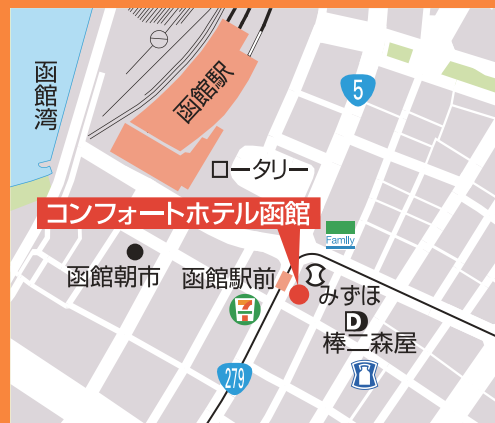 函館湾
函館駅
5
ロータリー
コンフォートホテル函館
Family
函館朝市
函館駅前
みずほ
7
D
棒二森屋
279